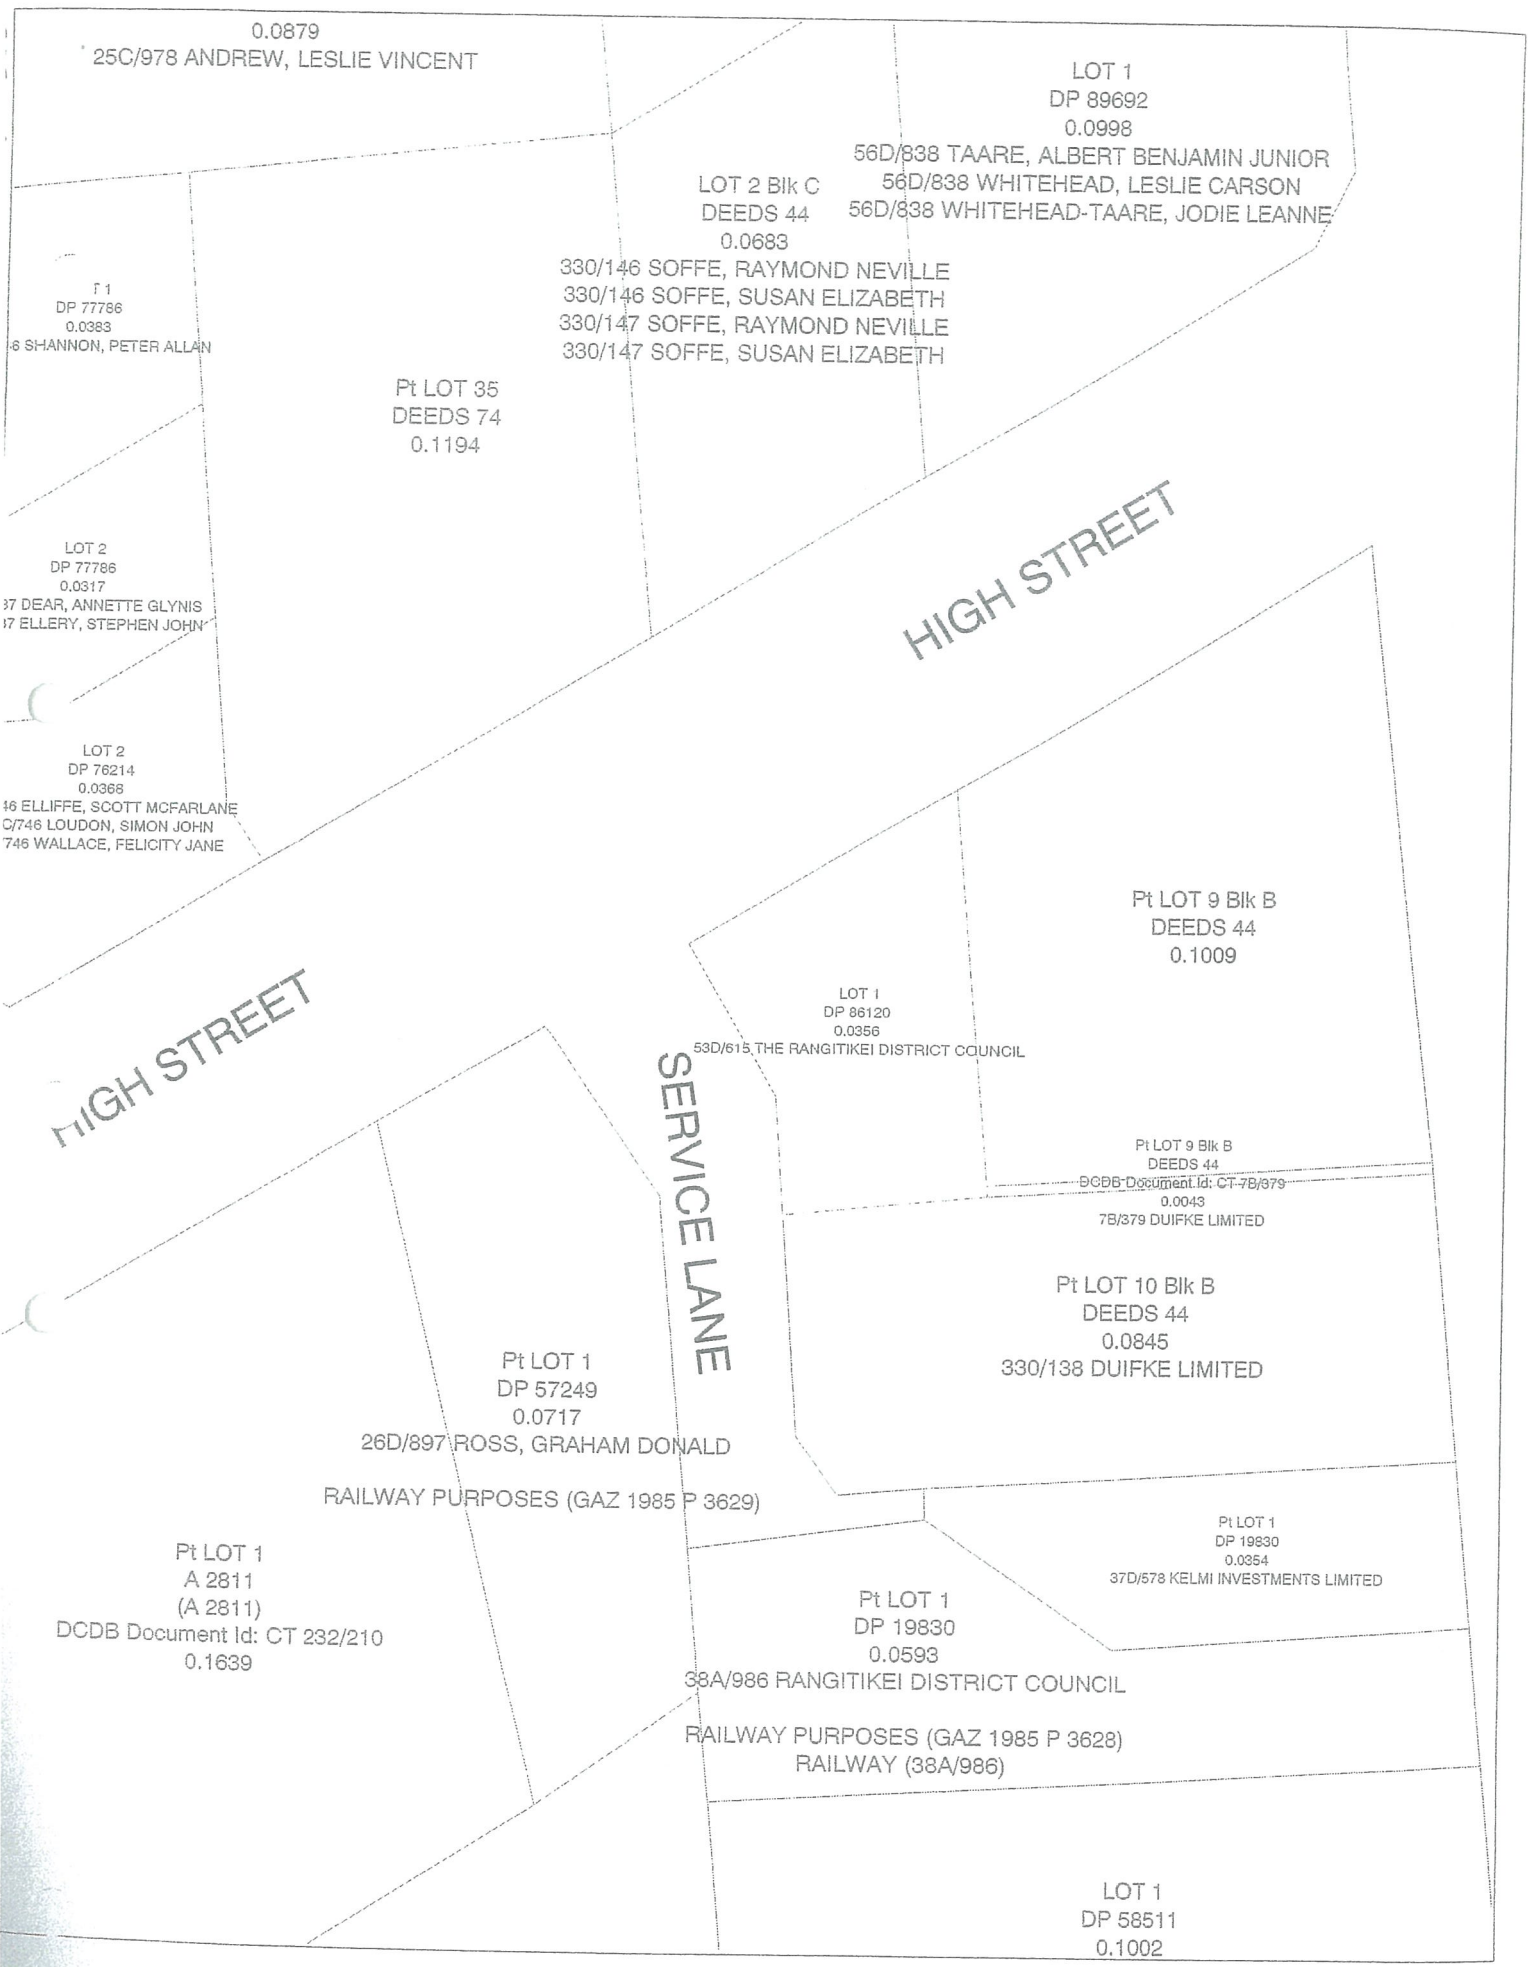 0.0879
25C/978 ANDREW, LESLIE VINCENT
LOT 1
DP 89692
0.0998
56D/838 TAARE, ALBERT BENJAMIN JUNIOR
56D/838 WHITEHEAD, LESLIE CARSON
56D/838 WHITEHEAD-TAARE, JODIE LEANNE
LOT 2 Blk C
DEEDS 44
0.0683
330/146 SOFFE, RAYMOND NEVILLE
330/146 SOFFE, SUSAN ELIZABETH
330/147 SOFFE, RAYMOND NEVILLE
330/147 SOFFE, SUSAN ELIZABETH
1
DP 77786
0.0383
6 SHANNON, PETER ALLAN
Pt LOT 35
DEEDS 74
0.1194
LOT 2
DP 77786
0.0317
37 DEAR, ANNETTE GLYNIS
37 ELLERY, STEPHEN JOHN
HIGH STREET
LOT 2
DP 76214
0.0368
46 ELLIFFE, SCOTT MCFARLANE
C/746 LOUDON, SIMON JOHN
746 WALLACE, FELICITY JANE
Pt LOT 9 Blk B
DEEDS 44
0.1009
LOT 1
DP 86120
0.0356
53D/615 THE RANGITIKEI DISTRICT COUNCIL
HIGH STREET
SERVICE LANE
Pt LOT 9 Blk B
DEEDS 44
DCDB Document Id: CT 7B/379
0.0043
7B/379 DUIFKE LIMITED
Pt LOT 10 Blk B
DEEDS 44
0.0845
330/138 DUIFKE LIMITED
Pt LOT 1
DP 57249
0.0717
26D/897 ROSS, GRAHAM DONALD
RAILWAY PURPOSES (GAZ 1985 P 3629)
Pt LOT 1
A 2811
(A 2811)
DCDB Document Id: CT 232/210
0.1639
Pt LOT 1
DP 19830
0.0354
37D/578 KELMI INVESTMENTS LIMITED
Pt LOT 1
DP 19830
0.0593
38A/986 RANGITIKEI DISTRICT COUNCIL
RAILWAY PURPOSES (GAZ 1985 P 3628)
RAILWAY (38A/986)
LOT 1
DP 58511
0.1002